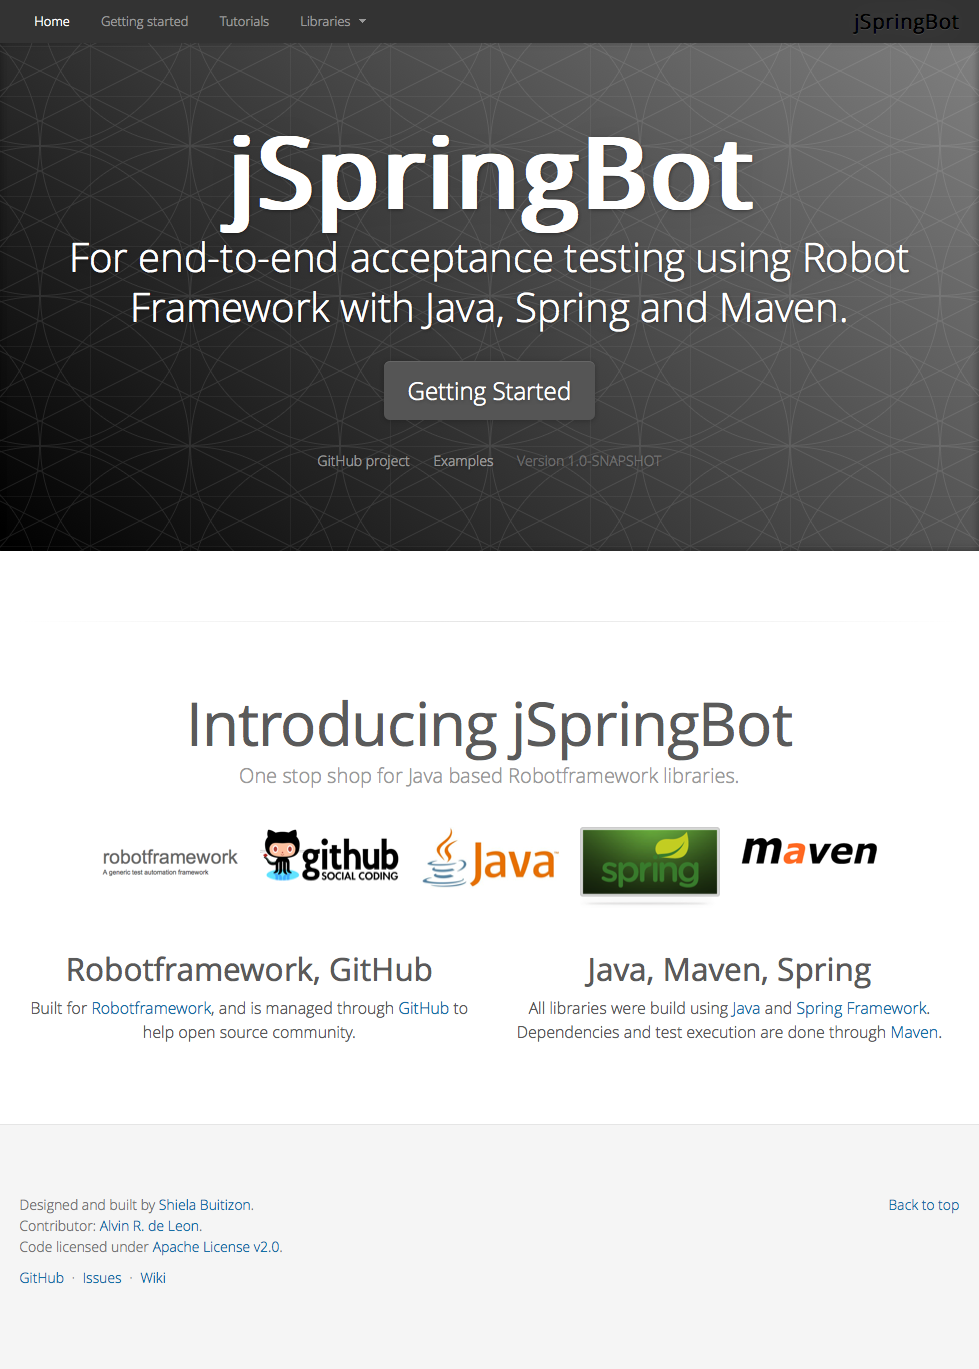 Home Getting started Tutorials Libraries jSpringBot
jSpringBot
For end-to-end acceptance testing using Robot
Framework with Java, Spring and Maven.
Getting Started
GitHub project Examples Version 1.0-SNAPSHOT
Introducing jSpringBot
One stop shop for Java based Robotframework libraries.
robotframework
A generic test automation framework
github
SOCIAL CODING
Java™
spring
maven
Robotframework, GitHub
Built for Robotframework, and is managed through GitHub to
help open source community.
Java, Maven, Spring
All libraries were build using Java and Spring Framework.
Dependencies and test execution are done through Maven.
Designed and built by Shiela Buitizon.
Contributor: Alvin R. de Leon.
Code licensed under Apache License v2.0.
GitHub · Issues · Wiki
Back to top